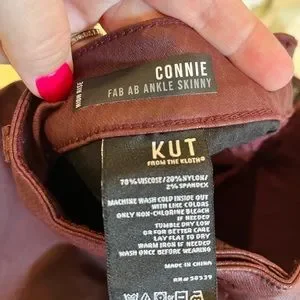 HIGH RISE
CONNIE
FAB AB ANKLE SKINNY
KUT
FROM THE KLOTH®
78% VISCOSE/20% NYLON/
2% SPANDEX
MACHINE WASH COLD INSIDE OUT
WITH LIKE COLORS
ONLY NON-CHLORINE BLEACH
IF NEEDED
TUMBLE DRY LOW
OR FOR BETTER CARE
LAY FLAT TO DRY
WARM IRON IF NEEDED
WASH ONCE BEFORE WEARING
MADE IN CHINA